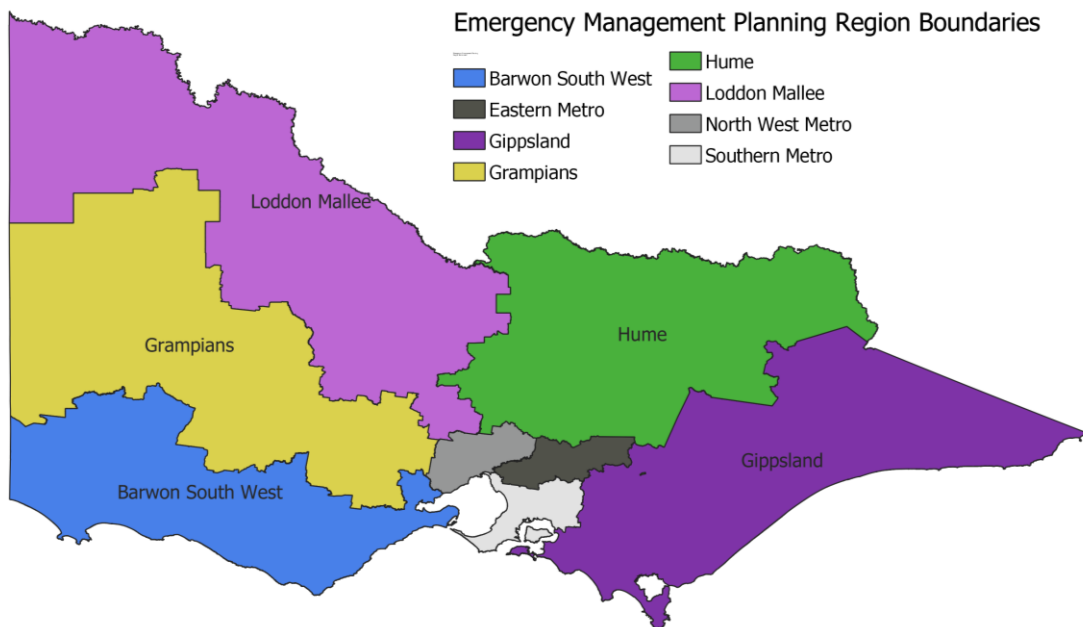 Emergency Management Planning Region Boundaries
Barwon South West
Eastern Metro
Gippsland
Grampians
Hume
Loddon Mallee
North West Metro
Southern Metro
Loddon Mallee
Grampians
Hume
Barwon South West
Gippsland